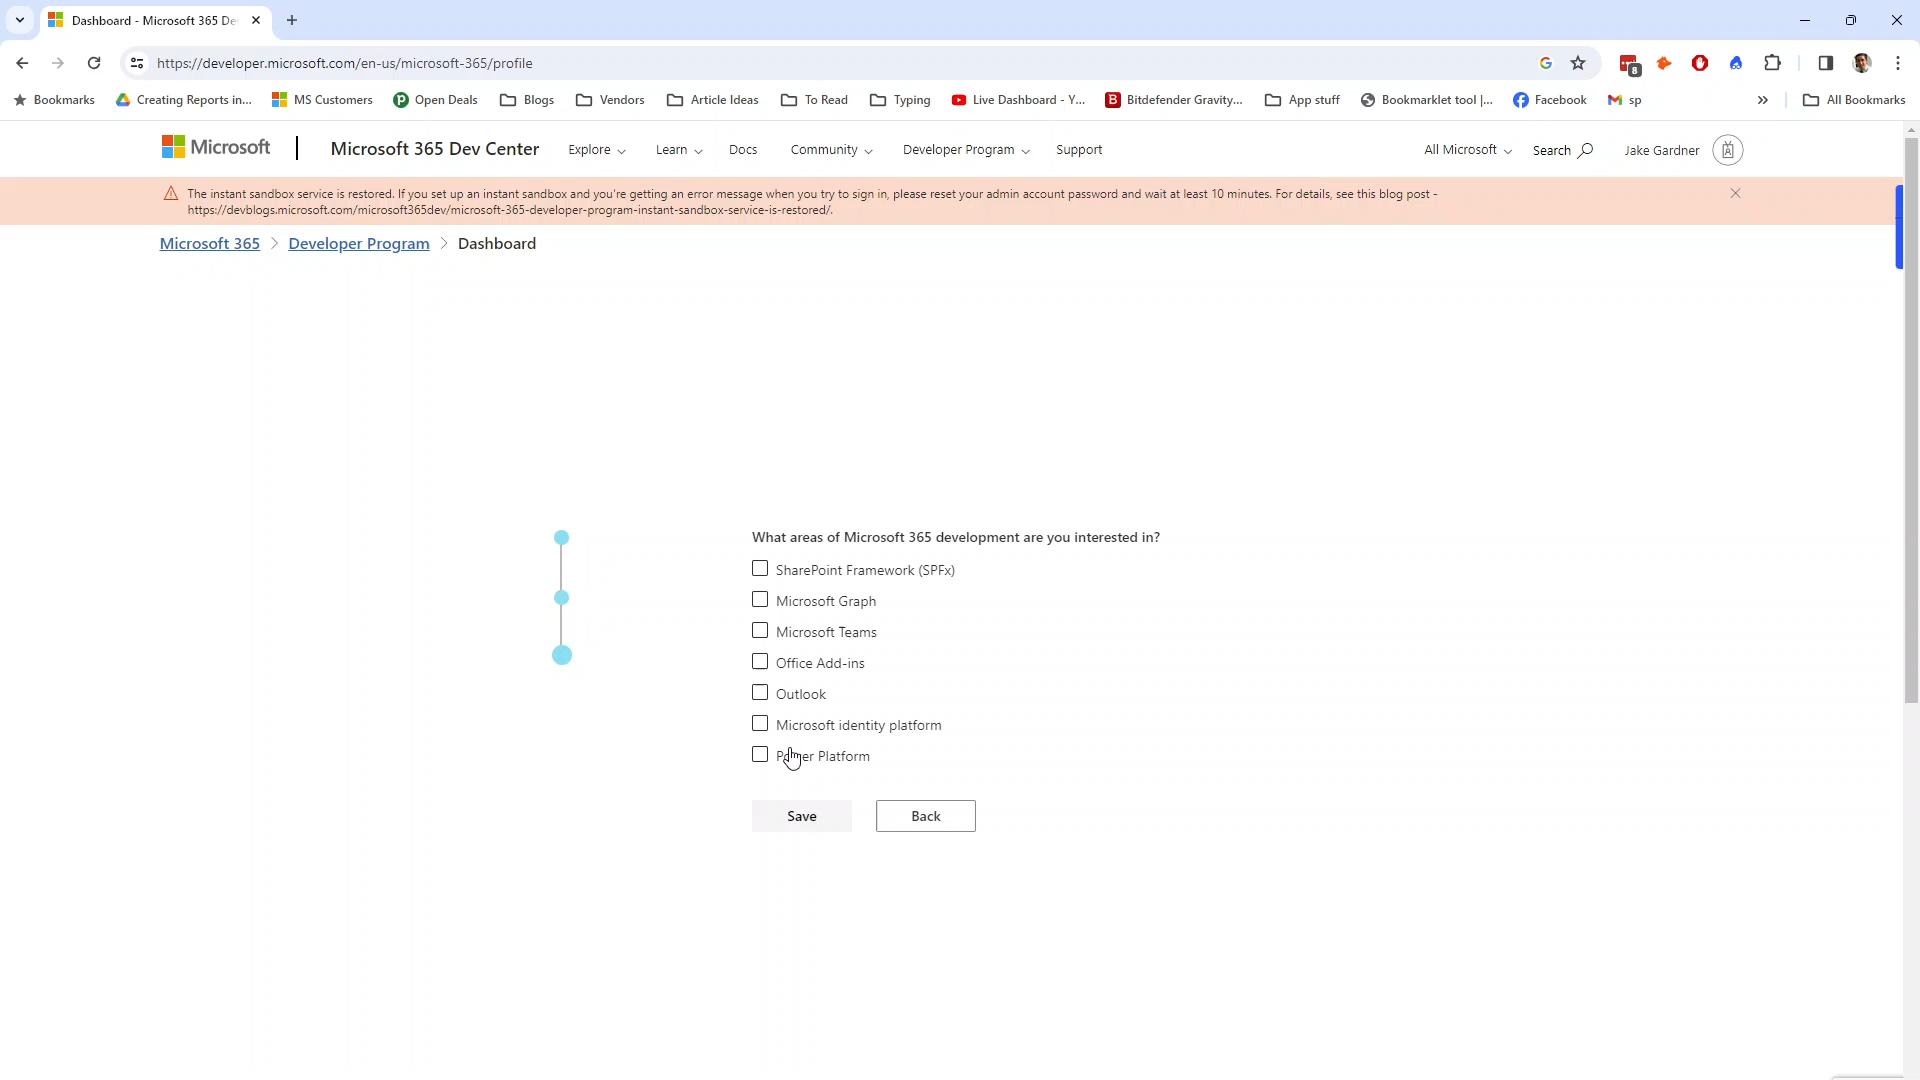 Dashboard - Microsoft 365 De
https://developer.microsoft.com/en-us/microsoft-365/profile
8
Bookmarks
Creating Reports in...
MS Customers
Open Deals
Blogs
Vendors
Article Ideas
To Read
Typing
Live Dashboard - Y...
Bitdefender Gravity...
App stuff
Bookmarklet tool |...
Facebook
sp
All Bookmarks
Microsoft
Microsoft 365 Dev Center
Explore
Learn
Docs
Community
Developer Program
Support
All Microsoft
Search
Jake Gardner
The instant sandbox service is restored. If you set up an instant sandbox and you're getting an error message when you try to sign in, please reset your admin account password and wait at least 10 minutes. For details, see this blog post -
https://devblogs.microsoft.com/microsoft365dev/microsoft-365-developer-program-instant-sandbox-service-is-restored/.
Microsoft 365 > Developer Program > Dashboard
What areas of Microsoft 365 development are you interested in?
SharePoint Framework (SPFx)
Microsoft Graph
Microsoft Teams
Office Add-ins
Outlook
Microsoft identity platform
Power Platform
Save
Back